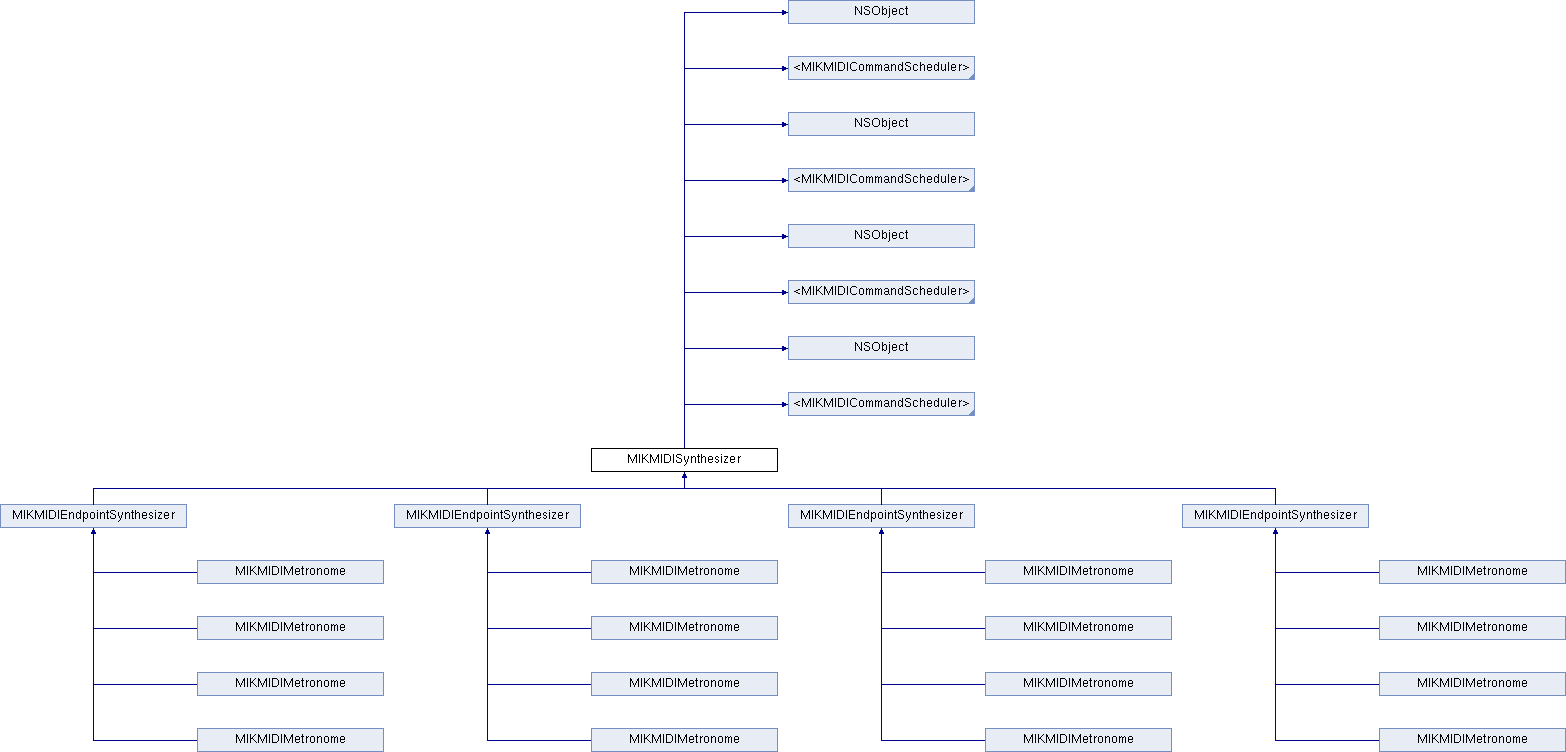 NSObject
<MIKMIDICommandScheduler>
NSObject
<MIKMIDICommandScheduler>
NSObject
<MIKMIDICommandScheduler>
NSObject
<MIKMIDICommandScheduler>
MIKMIDISynthesizer
MIKMIDIEndpointSynthesizer MIKMIDIEndpointSynthesizer MIKMIDIEndpointSynthesizer MIKMIDIEndpointSynthesizer
MIKMIDIMetronome MIKMIDIMetronome MIKMIDIMetronome MIKMIDIMetronome
MIKMIDIMetronome MIKMIDIMetronome MIKMIDIMetronome MIKMIDIMetronome
MIKMIDIMetronome MIKMIDIMetronome MIKMIDIMetronome MIKMIDIMetronome
MIKMIDIMetronome MIKMIDIMetronome MIKMIDIMetronome MIKMIDIMetronome